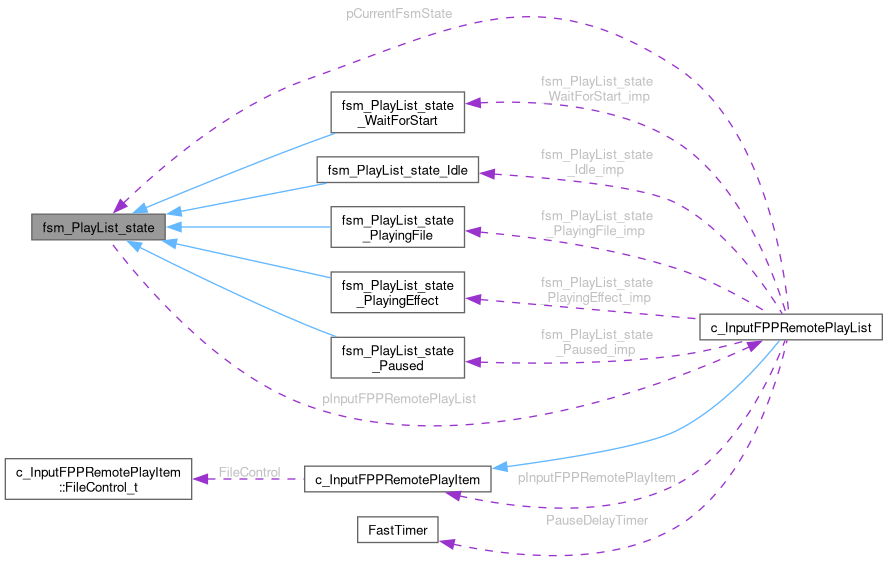 pCurrentFsmState
fsm_PlayList_state
_WaitForStart
fsm_PlayList_state
_WaitForStart_imp
fsm_PlayList_state_Idle
fsm_PlayList_state
_Idle_imp
fsm_PlayList_state
fsm_PlayList_state
_PlayingFile
fsm_PlayList_state
_PlayingFile_imp
fsm_PlayList_state
_PlayingEffect
fsm_PlayList_state
_PlayingEffect_imp
c_InputFPPRemotePlayList
fsm_PlayList_state
_Paused
fsm_PlayList_state
_Paused_imp
pInputFPPRemotePlayList
c_InputFPPRemotePlayItem
::FileControl_t
FileControl
c_InputFPPRemotePlayItem
pInputFPPRemotePlayItem
FastTimer
PauseDelayTimer